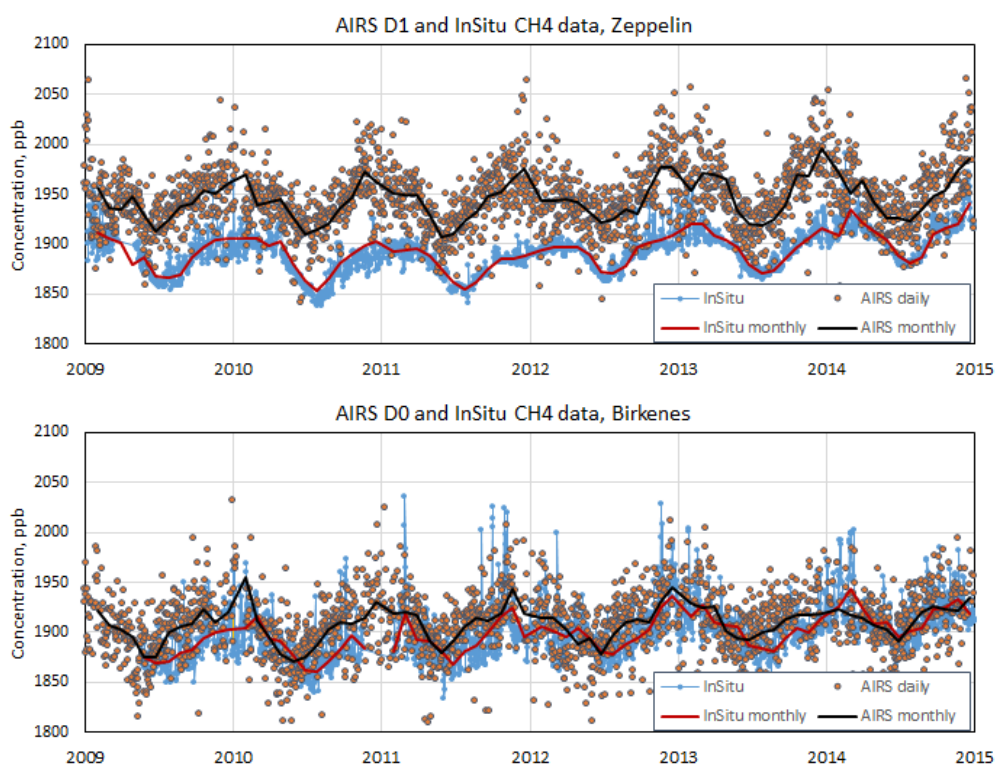 AIRS D1 and InSitu CH4 data, Zeppelin
2100
2050
2000
1950
1900
1850
1800
Concentration, ppb
InSitu
AIRS daily
InSitu monthly
AIRS monthly
2009 2010 2011 2012 2013 2014 2015
AIRS D0 and InSitu CH4 data, Birkenes
2100
2050
2000
1950
1900
1850
1800
Concentration, ppb
InSitu
AIRS daily
InSitu monthly
AIRS monthly
2009 2010 2011 2012 2013 2014 2015